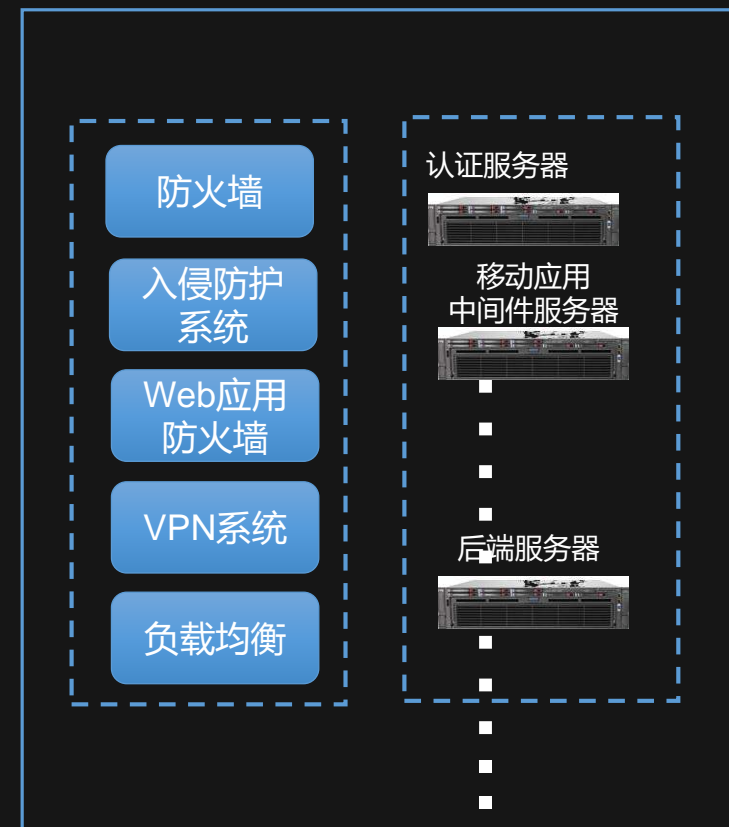 防火墙
入侵防护
系统
Web应用
防火墙
VPN系统
负载均衡
认证服务器
移动应用
中间件服务器
后端服务器